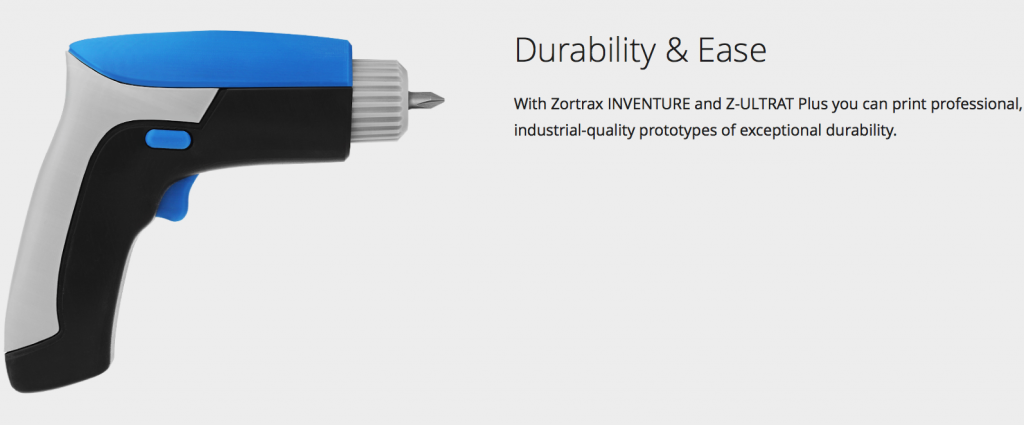 Durability & Ease
With Zortrax INVENTURE and Z-ULTRAT Plus you can print professional,
industrial-quality prototypes of exceptional durability.